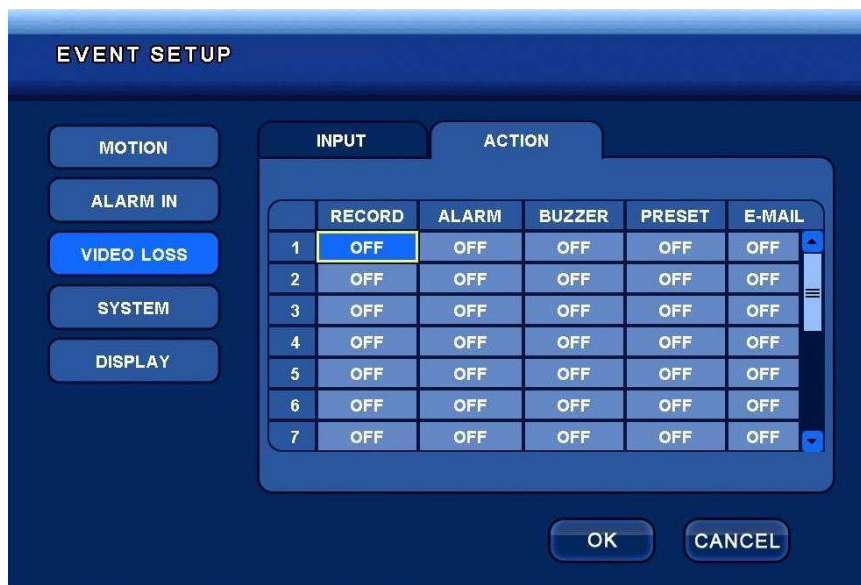 EVENT SETUP
MOTION
ALARM IN
VIDEO LOSS
SYSTEM
DISPLAY
INPUT ACTION
RECORD ALARM BUZZER PRESET E-MAIL
1 OFF OFF OFF OFF OFF
2 OFF OFF OFF OFF OFF
3 OFF OFF OFF OFF OFF
4 OFF OFF OFF OFF OFF
5 OFF OFF OFF OFF OFF
6 OFF OFF OFF OFF OFF
7 OFF OFF OFF OFF OFF
OK CANCEL